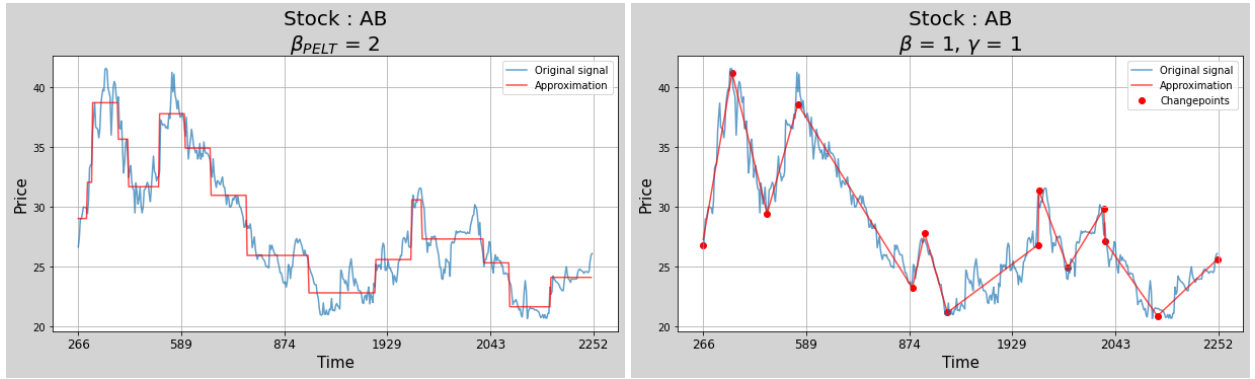 Stock : AB
β_PELT = 2
Original signal
Approximation
Price
40
35
30
25
20
266
589
874
1929
2043
2252
Time
Stock : AB
β = 1, γ = 1
Original signal
Approximation
Changepoints
Price
40
35
30
25
20
266
589
874
1929
2043
2252
Time